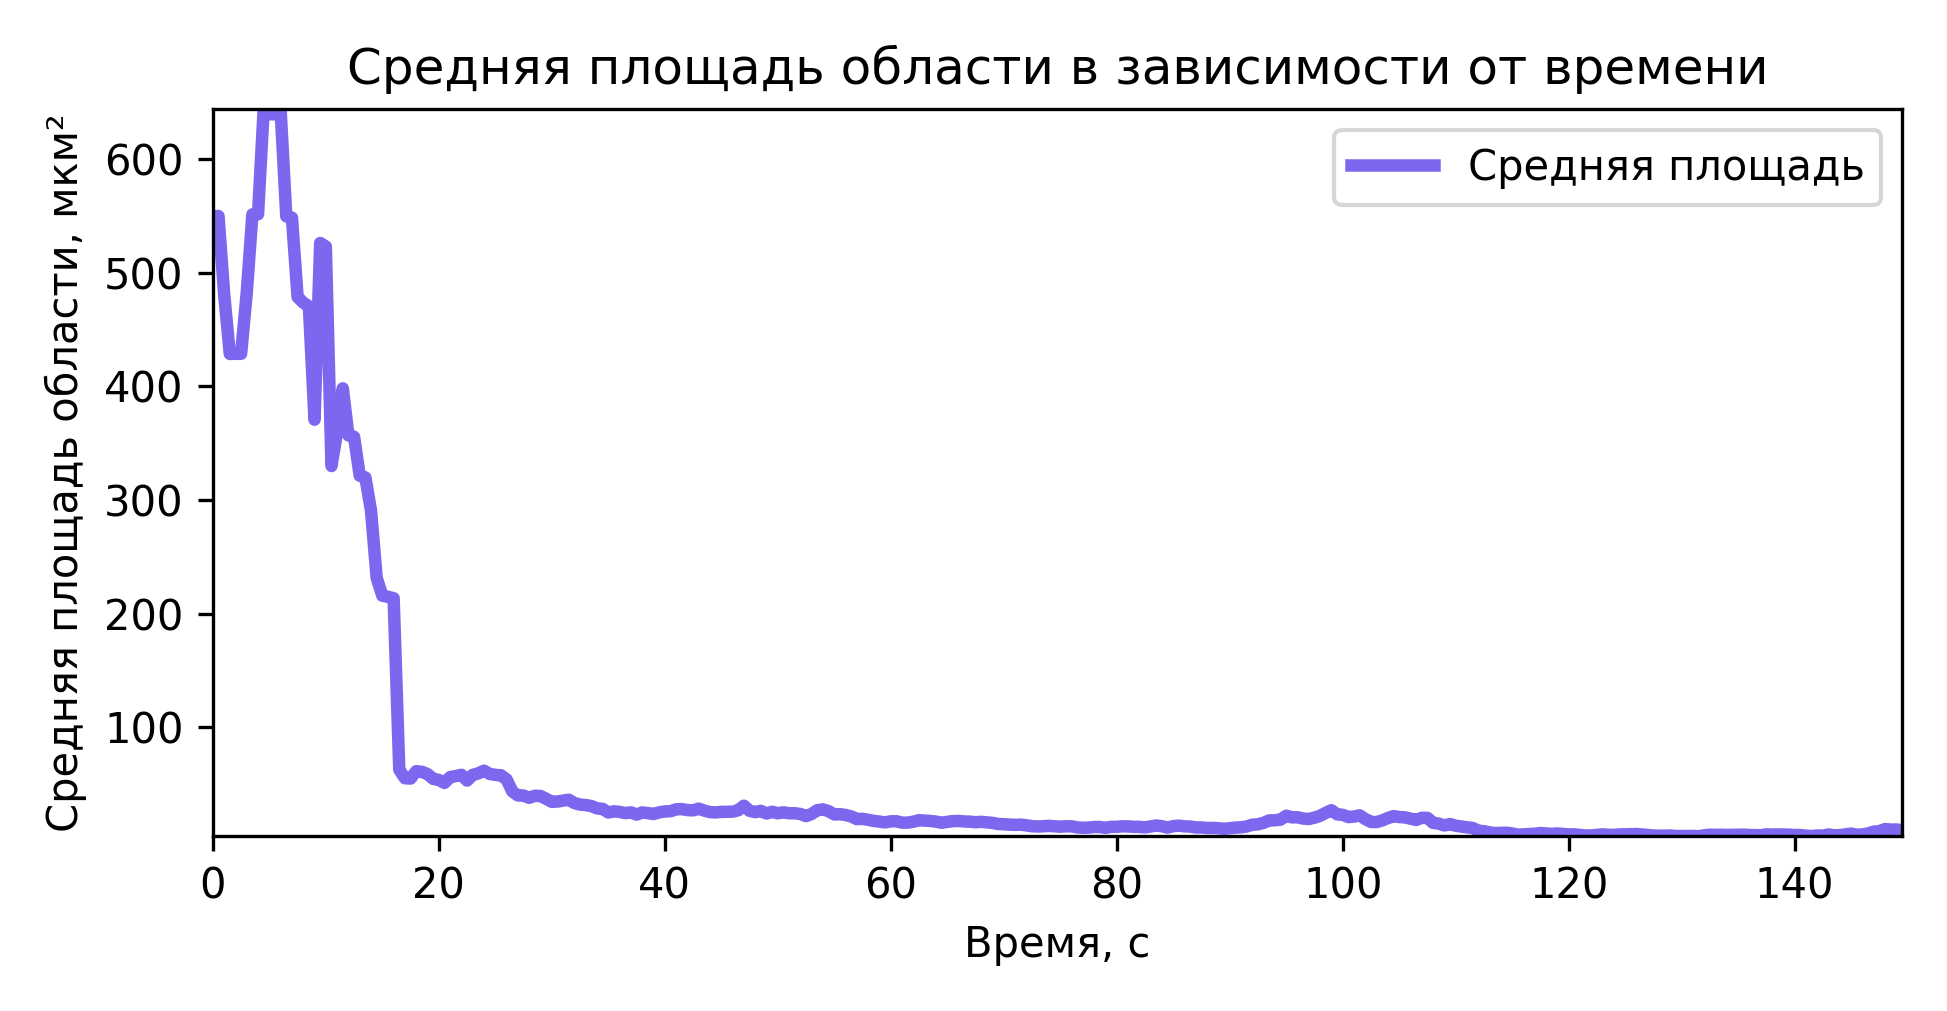 Средняя площадь области в зависимости от времени
Средняя площадь области, мкм²
600
500
400
300
200
100
Средняя площадь
0 20 40 60 80 100 120 140
Время, с